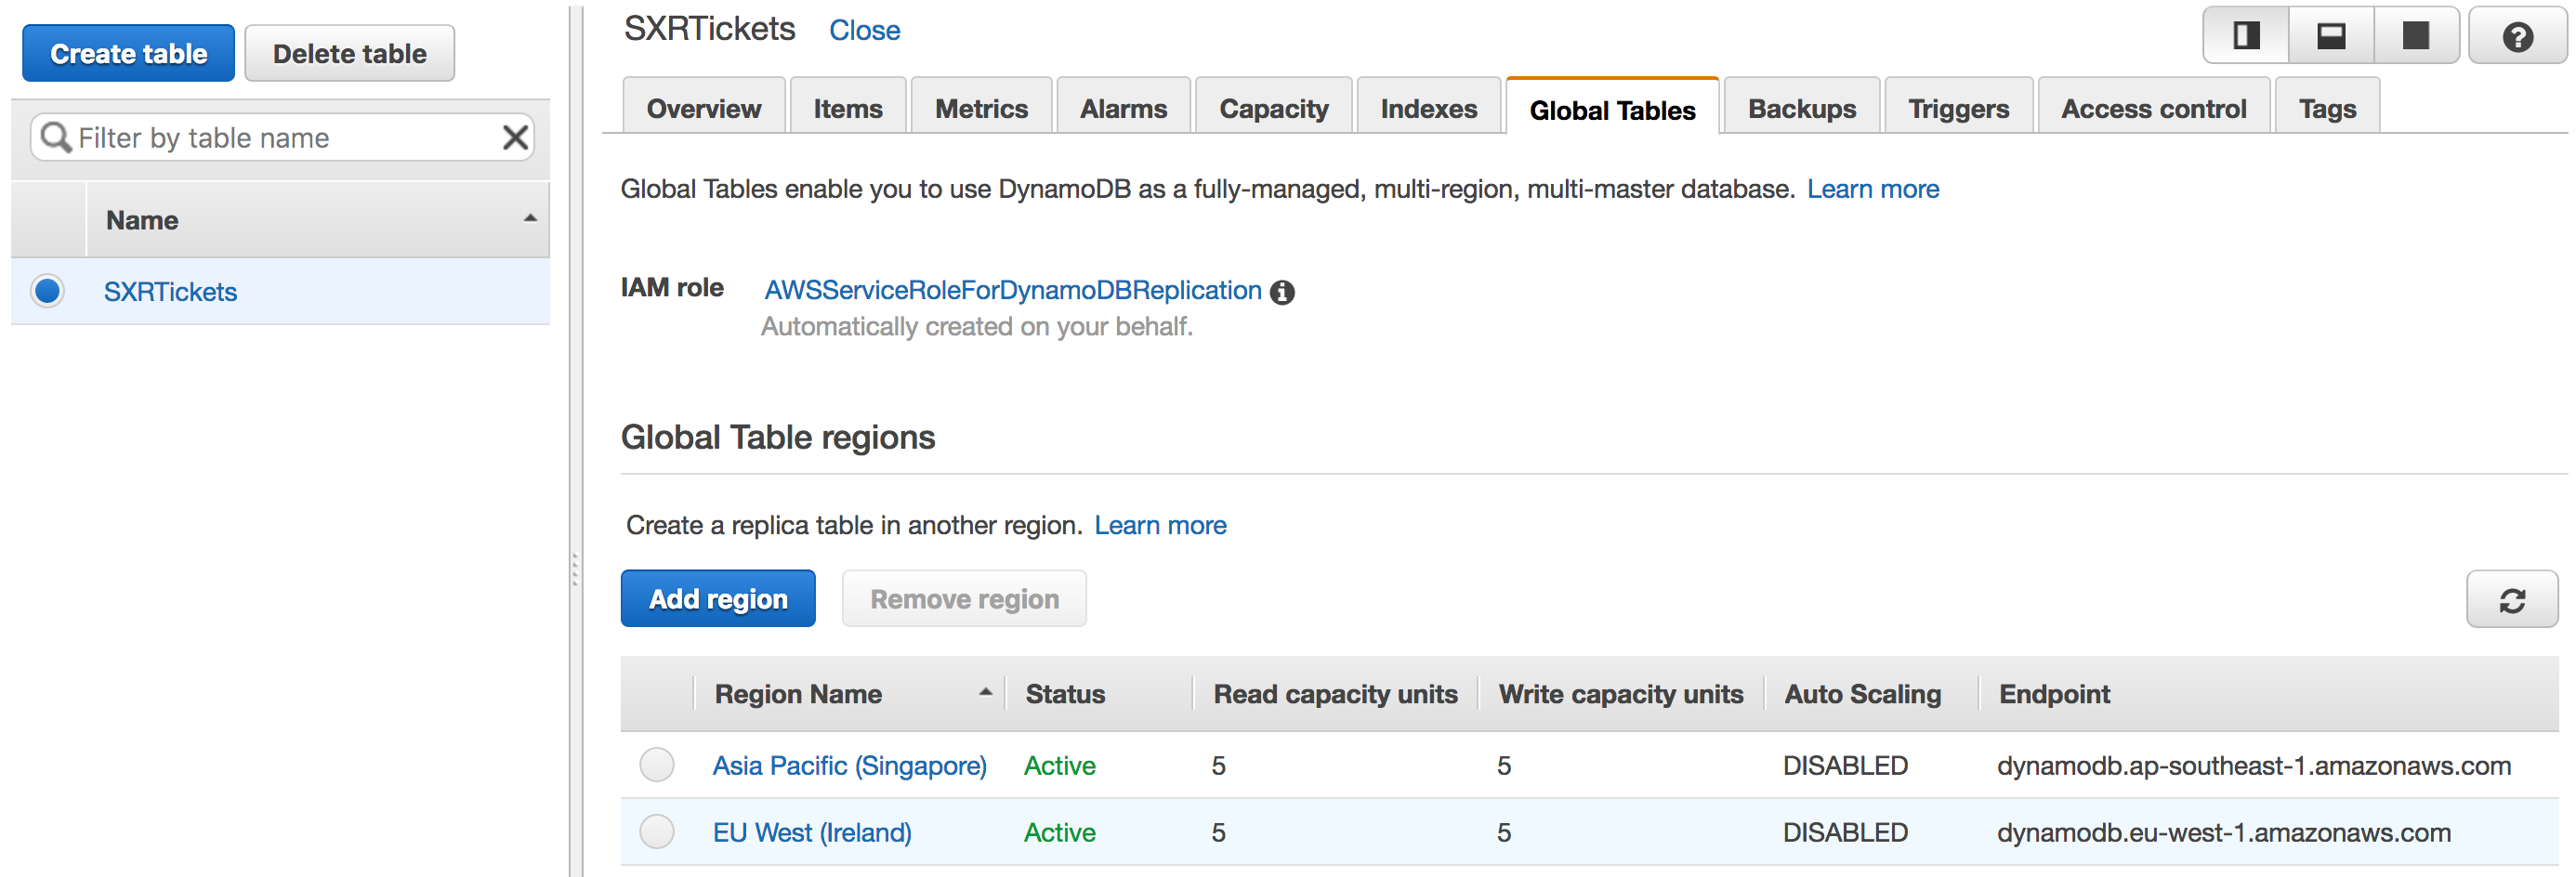 Create table Delete table
Filter by table name
Name
SXRTickets
SXRTickets Close
Overview Items Metrics Alarms Capacity Indexes Global Tables Backups Triggers Access control Tags
Global Tables enable you to use DynamoDB as a fully-managed, multi-region, multi-master database. Learn more
IAM role AWSServiceRoleForDynamoDBReplication
Automatically created on your behalf.
Global Table regions
Create a replica table in another region. Learn more
Add region Remove region
Region Name Status Read capacity units Write capacity units Auto Scaling Endpoint
Asia Pacific (Singapore) Active 5 5 DISABLED dynamodb.ap-southeast-1.amazonaws.com
EU West (Ireland) Active 5 5 DISABLED dynamodb.eu-west-1.amazonaws.com